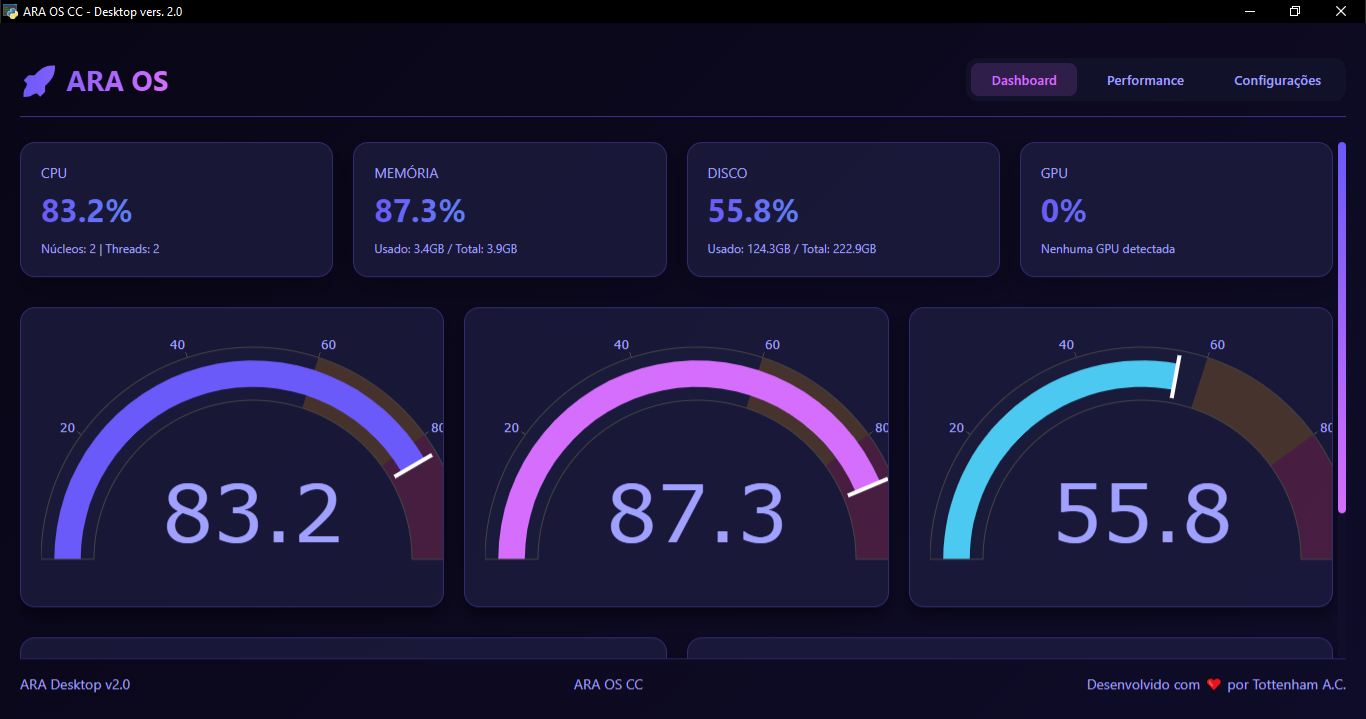 ARA OS CC - Desktop vers. 2.0
ARA OS
Dashboard
Performance
Configurações
CPU
83.2%
Núcleos: 2 | Threads: 2
MEMÓRIA
87.3%
Usado: 3.4GB / Total: 3.9GB
DISCO
55.8%
Usado: 124.3GB / Total: 222.9GB
GPU
0%
Nenhuma GPU detectada
20
40
60
80
83.2
20
40
60
80
87.3
20
40
60
80
55.8
ARA Desktop v2.0
ARA OS CC
Desenvolvido com ❤️ por Tottenham A.C.